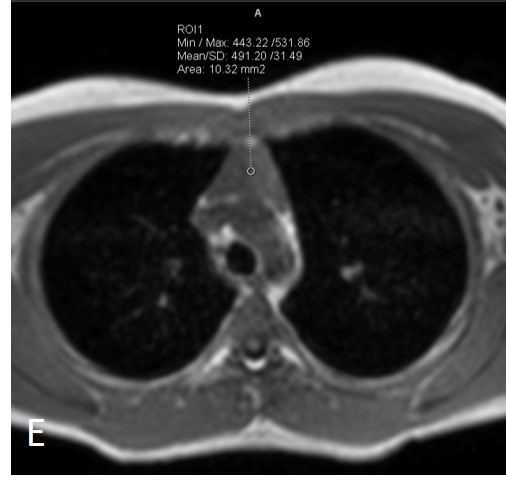 A
ROI1
Min / Max: 443.22 /531.86
Mean/SD: 491.20 /31.49
Area: 10.32 mm2
E